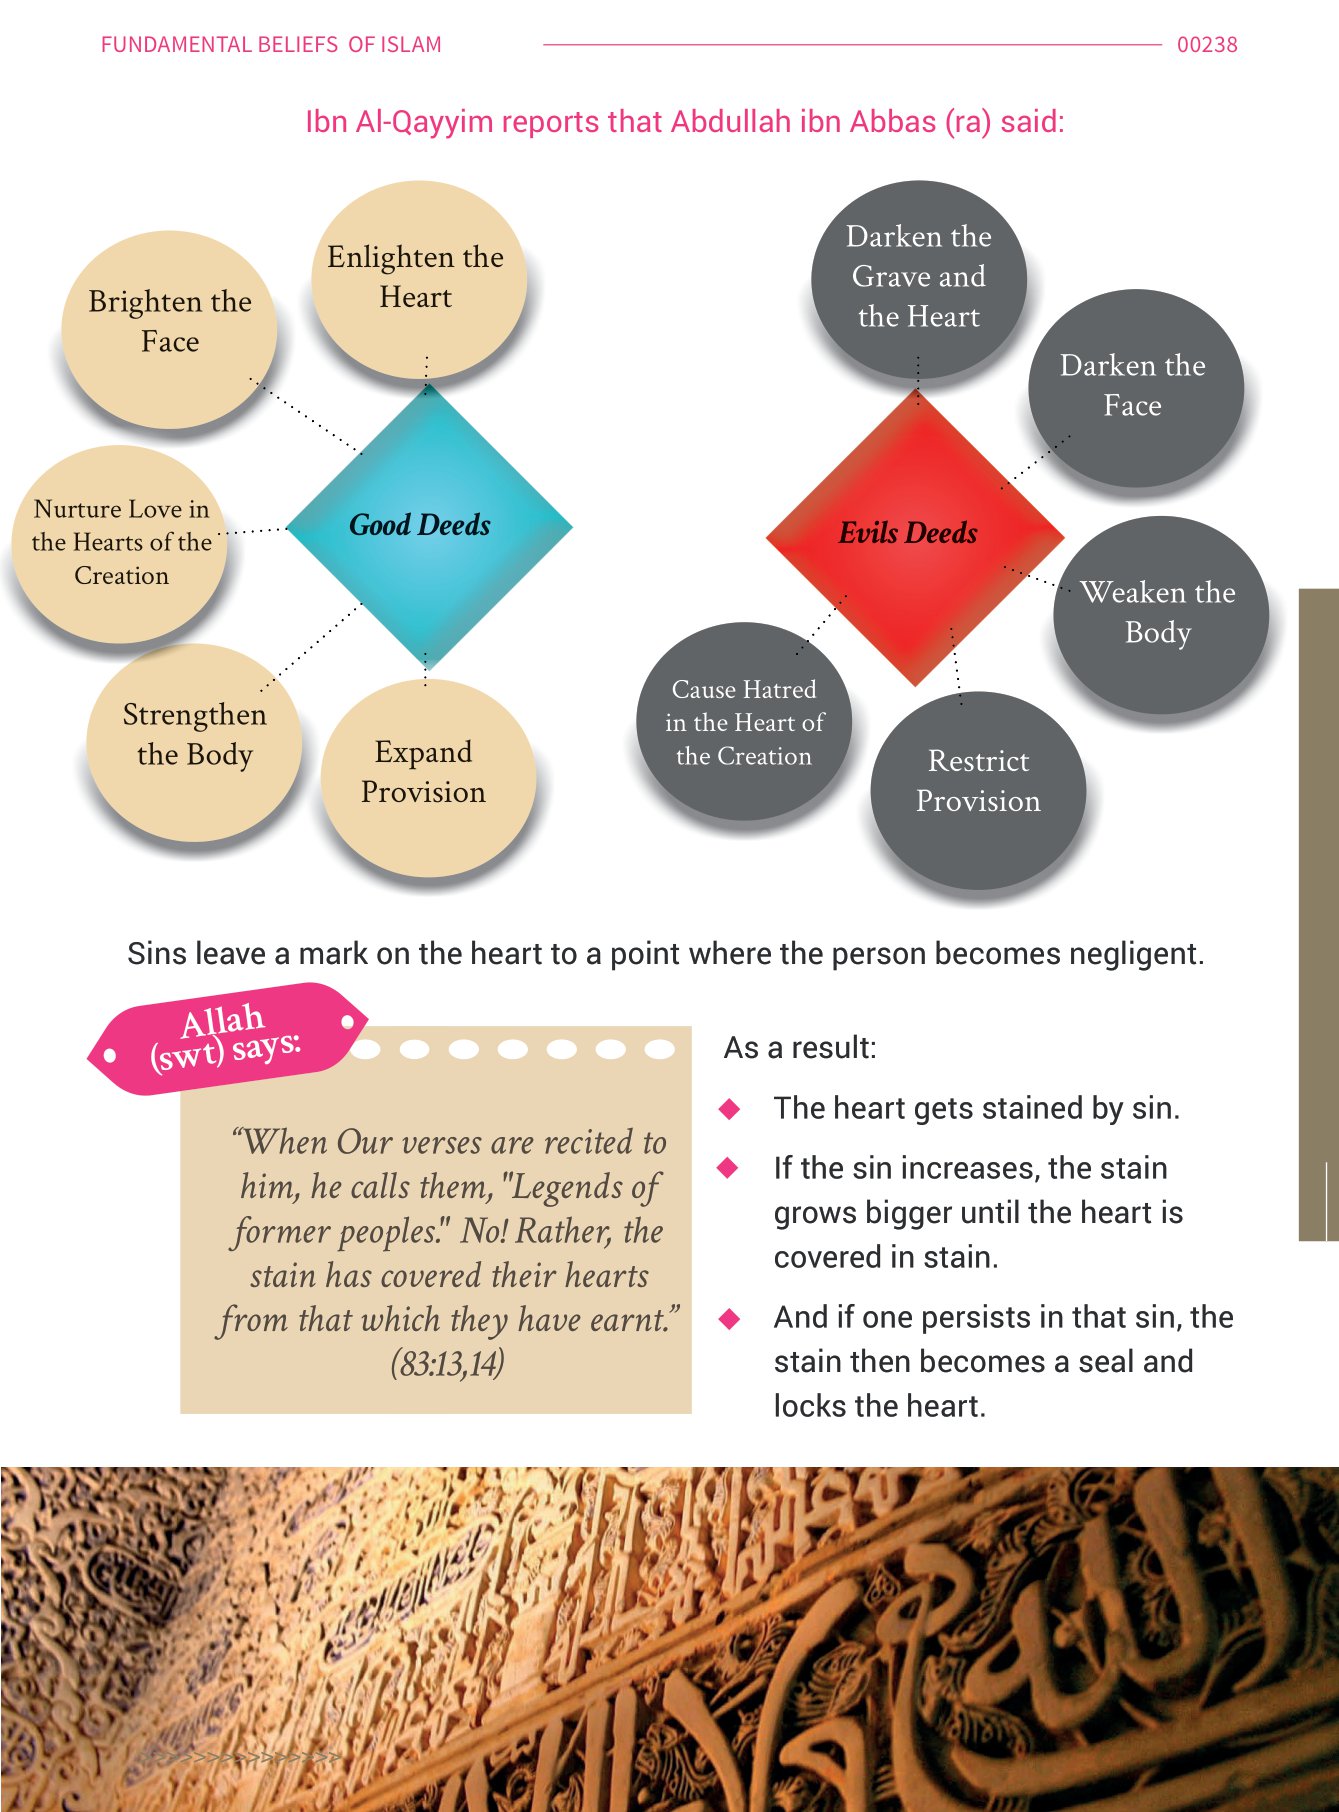 FUNDAMENTAL BELIEFS OF ISLAM
00238
Ibn Al-Qayyim reports that Abdullah ibn Abbas (ra) said:
Enlighten the
Heart
Brighten the
Face
Nurture Love in
the Hearts of the
Creation
Strengthen
the Body
Expand
Provision
Good Deeds
Darken the
Grave and
the Heart
Darken the
Face
Weaken the
Body
Restrict
Provision
Cause Hatred
in the Heart of
the Creation
Evils Deeds
Sins leave a mark on the heart to a point where the person becomes negligent.
Allah
(swt) says:
“When Our verses are recited to
him, he calls them, "Legends of
former peoples." No! Rather, the
stain has covered their hearts
from that which they have earnt.”
(83:13,14)
As a result:
The heart gets stained by sin.
If the sin increases, the stain
grows bigger until the heart is
covered in stain.
And if one persists in that sin, the
stain then becomes a seal and
locks the heart.
الله